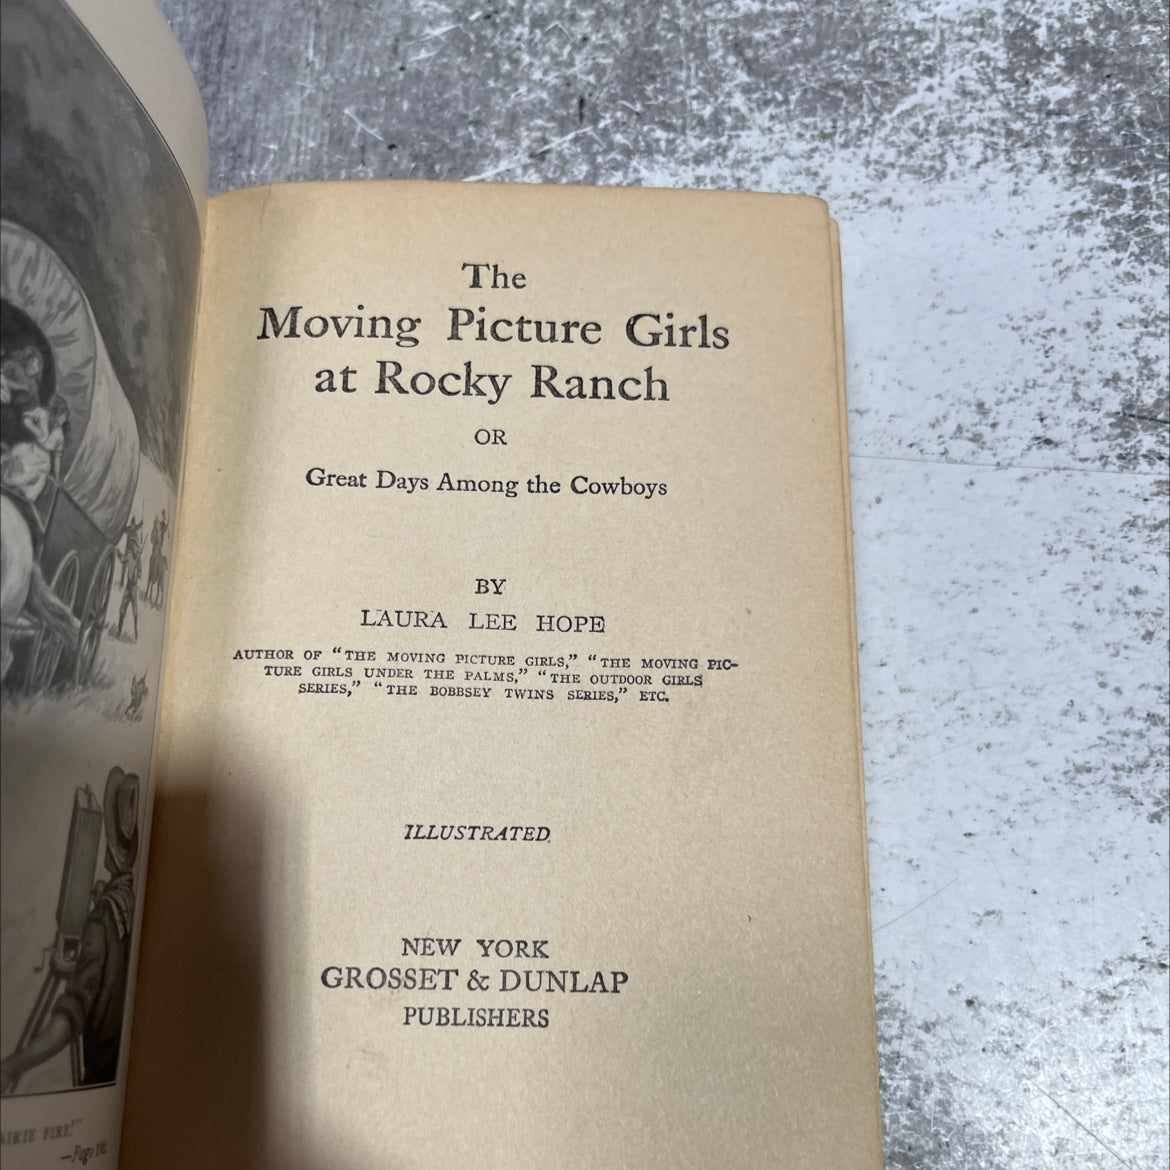 FIRE!"
—Page
The
Moving Picture Girls
at Rocky Ranch
OR
Great Days Among the Cowboys
BY
LAURA LEE HOPE
AUTHOR OF "THE MOVING PICTURE GIRLS," "THE MOVING PIC-
TURE GIRLS UNDER THE PALMS," "THE OUTDOOR GIRLS
SERIES," "THE BOBBSEY TWINS SERIES," ETC.
ILLUSTRATED
NEW YORK
GROSSET & DUNLAP
PUBLISHERS